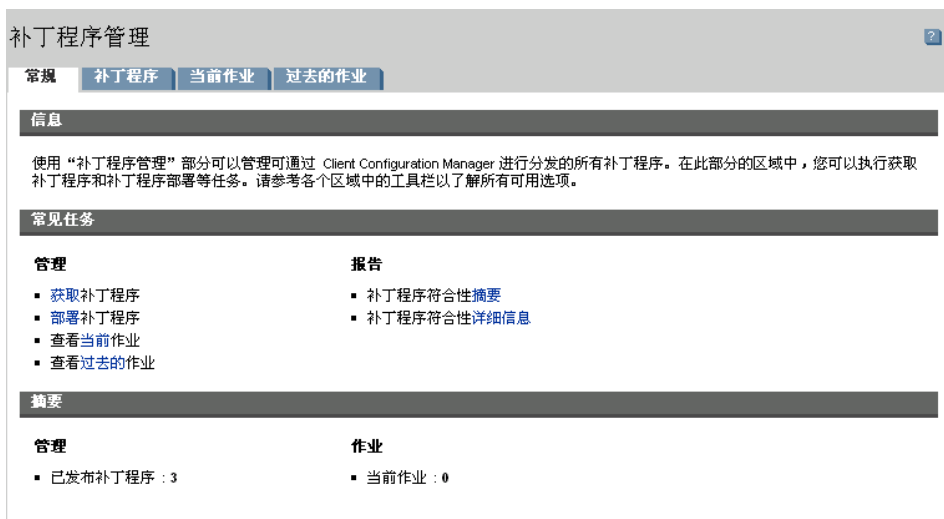 补丁程序管理
?
常规 补丁程序 当前作业 过去的作业
信息
使用“补丁程序管理”部分可以管理可通过 Client Configuration Manager 进行分发的所有补丁程序。在此部分的区域中，您可以执行获取
补丁程序和补丁程序部署等任务。请参考各个区域中的工具栏以了解所有可用选项。
常见任务
管理
▪ 获取补丁程序
▪ 部署补丁程序
▪ 查看当前作业
▪ 查看过去的作业
报告
▪ 补丁程序符合性摘要
▪ 补丁程序符合性详细信息
摘要
管理
▪ 已发布补丁程序：3
作业
▪ 当前作业：0